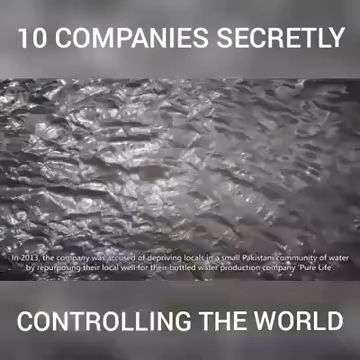 10 COMPANIES SECRETLY
In 2013, the company was accused of depriving locals in a small Pakistani community of water
by repurposing their local well for their bottled water production company 'Pure Life'.
CONTROLLING THE WORLD